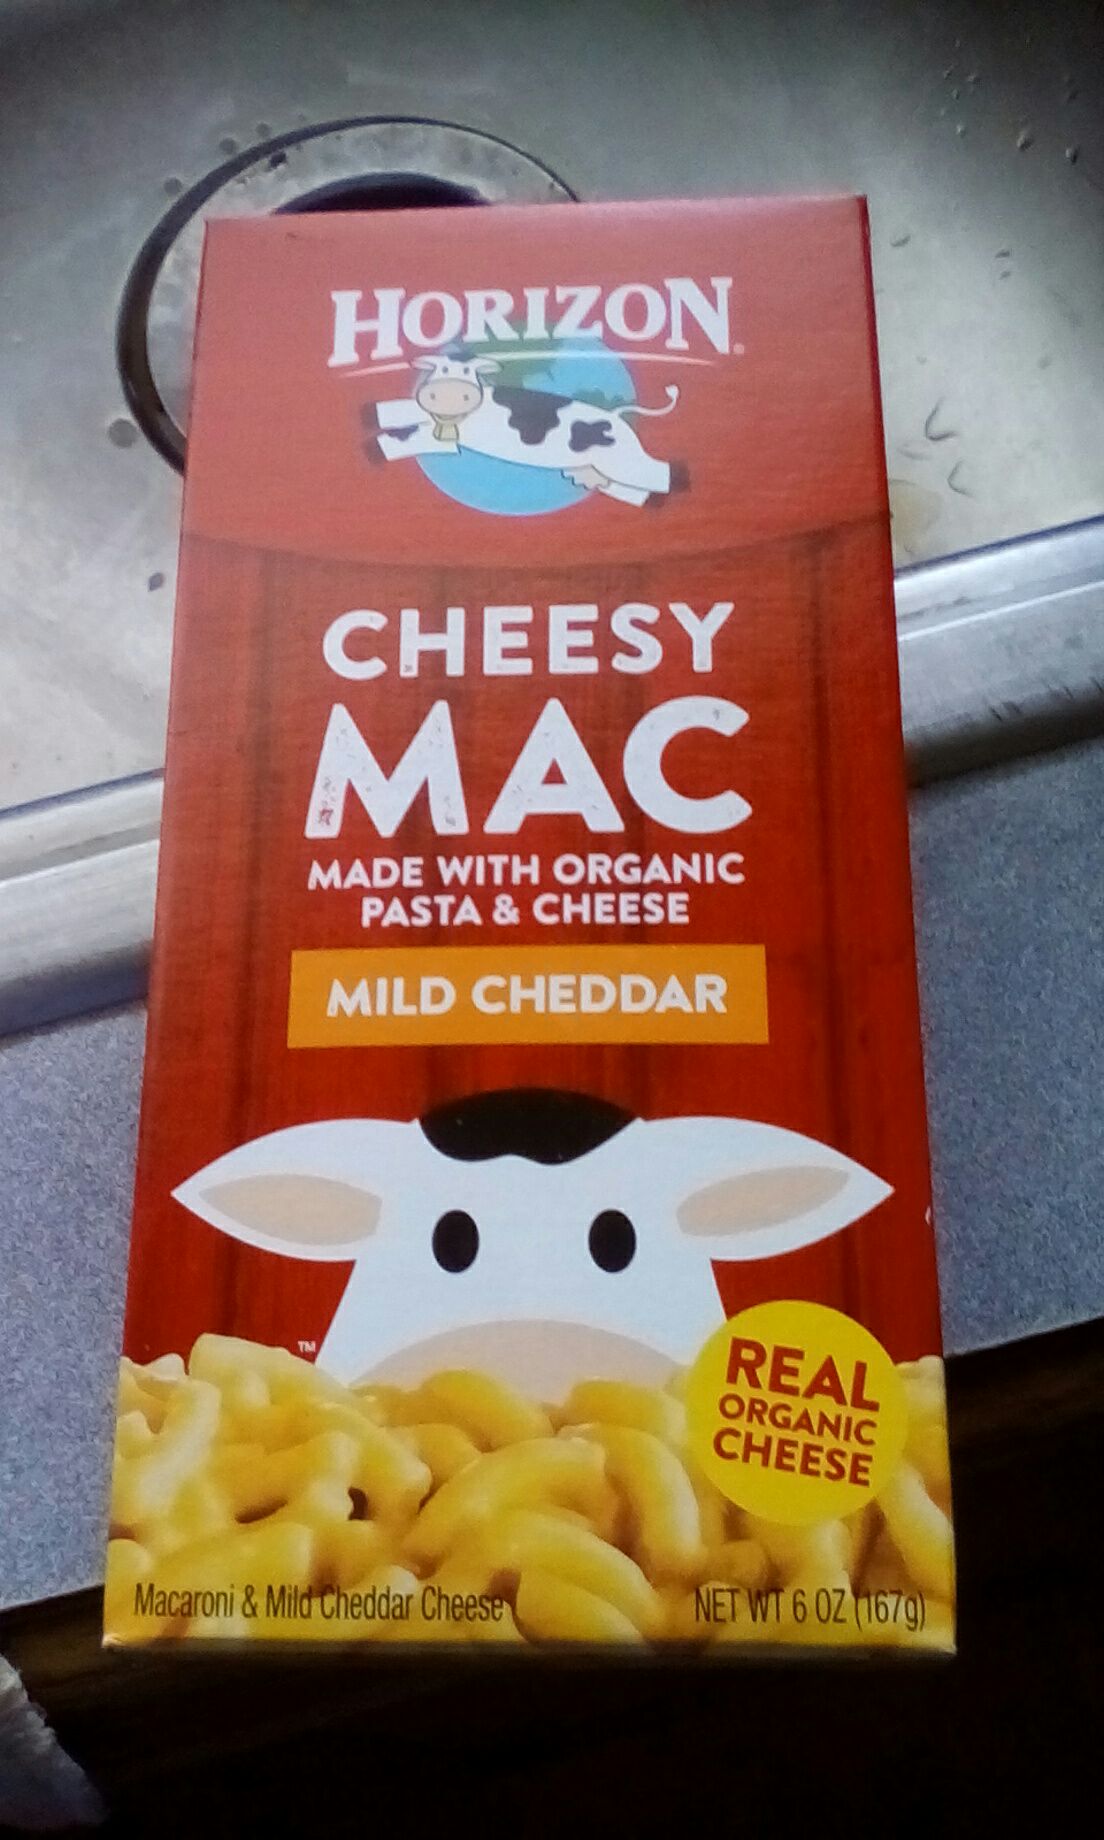 HORIZON®
CHEESY
MAC
MADE WITH ORGANIC
PASTA & CHEESE
MILD CHEDDAR
TM
REAL
ORGANIC
CHEESE
Macaroni & Mild Cheddar Cheese
NET WT 6 OZ (167g)